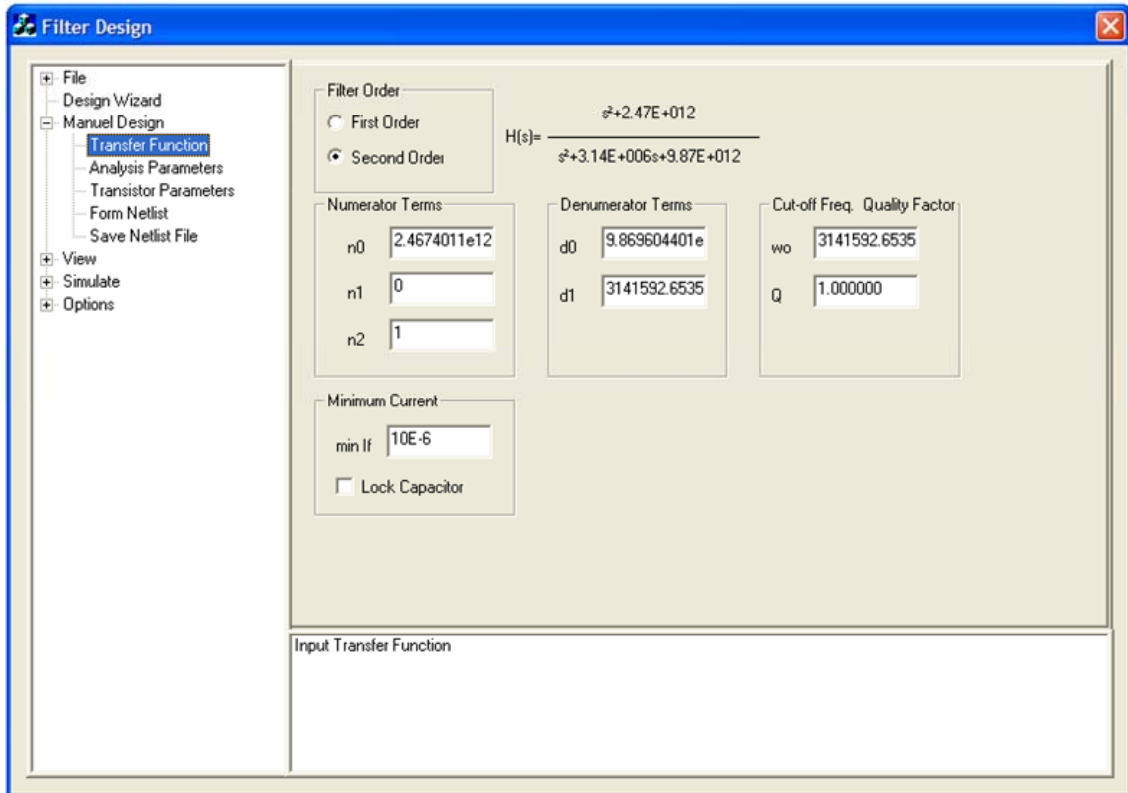 Filter Design
File
Design Wizard
Manuel Design
Transfer Function
Analysis Parameters
Transistor Parameters
Form Netlist
Save Netlist File
View
Simulate
Options
Filter Order
First Order
Second Order
H(s)=
s²+2.47E+012
s²+3.14E+006s+9.87E+012
Numerator Terms
n0 2.4674011e12
n1 0
n2 1
Denumerator Terms
d0 9.869604401e
d1 3141592.6535
Cut-off Freq. Quality Factor
wo 3141592.6535
Q 1.000000
Minimum Current
min If 10E-6
Lock Capacitor
Input Transfer Function